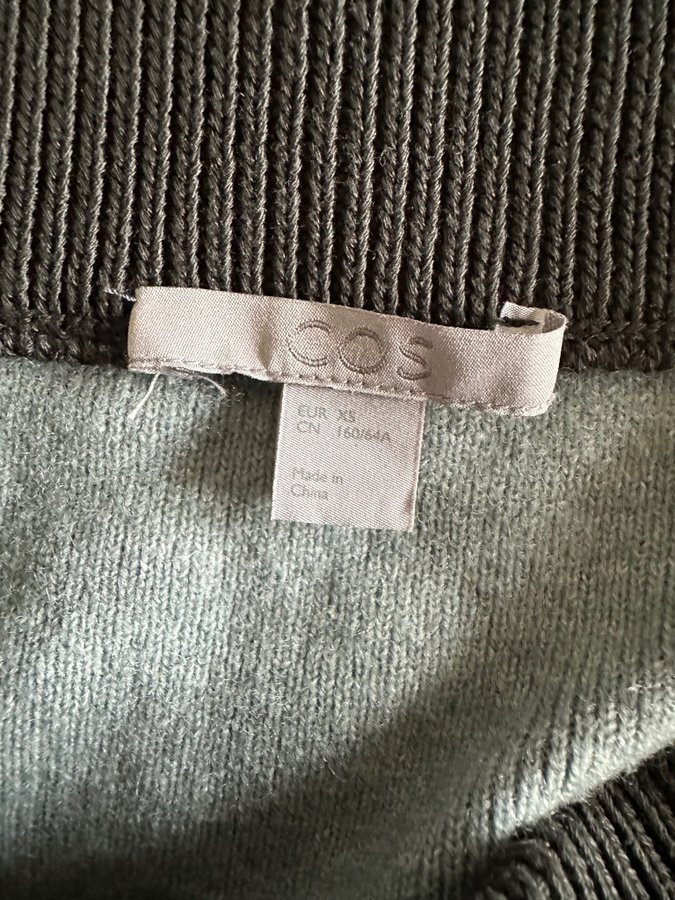 COS
EUR XS
CN 160/64A
Made in
China